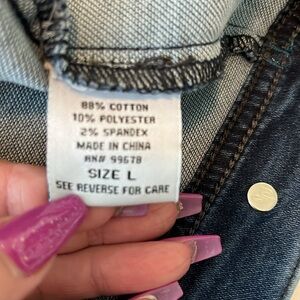 88% COTTON
10% POLYESTER
2% SPANDEX
MADE IN CHINA
RN# 99678
SIZE L
SEE REVERSE FOR CARE